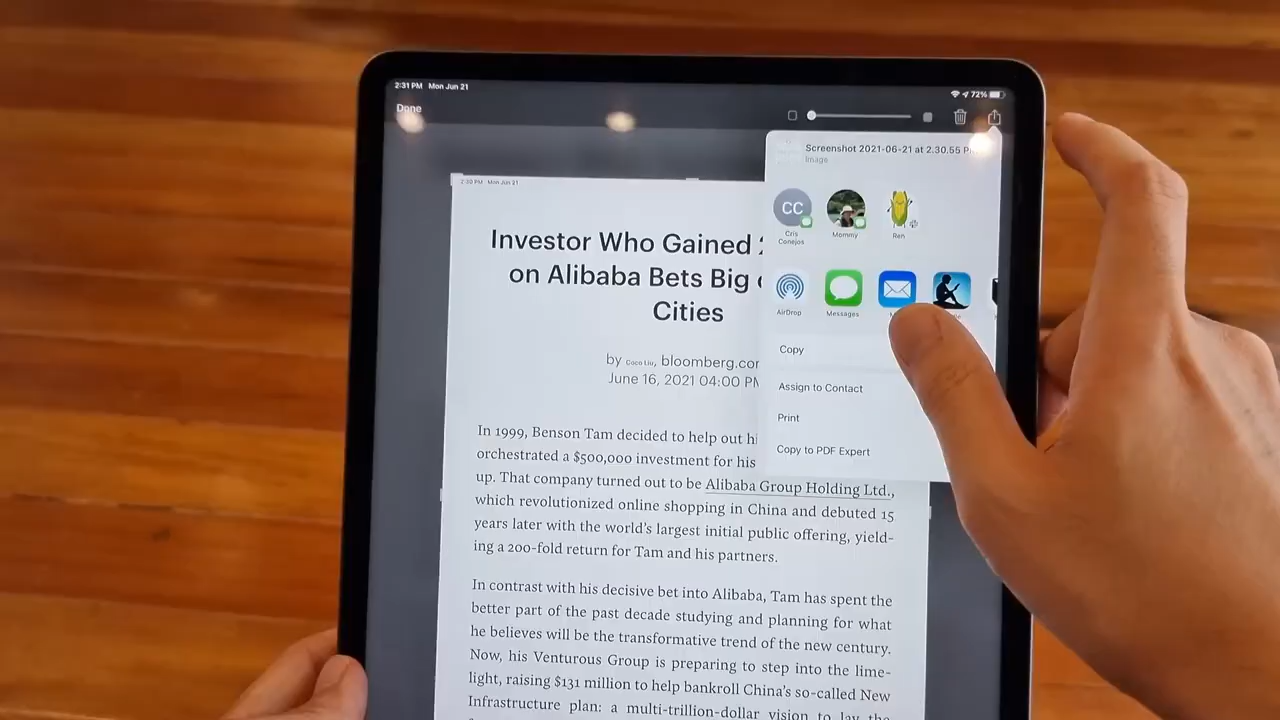 2:31 PM Mon Jun 21
72%
Done
Screenshot 2021-06-21 at 2.30.55
Image
CC
Cris
Conejos
Mommy
Ren
AirDrop
Messages
Copy
Assign to Contact
Print
Copy to PDF Expert
2:30 PM Mon Jun 21
Investor Who Gained
on Alibaba Bets Big
Cities
by Coco Liu, bloomberg.com
June 16, 2021 04:00 PM
In 1999, Benson Tam decided to help out
orchestrated a $500,000 investment for his
up. That company turned out to be Alibaba Group Holding Ltd.,
which revolutionized online shopping in China and debuted 15
years later with the world's largest initial public offering, yield-
ing a 200-fold return for Tam and his partners.
In contrast with his decisive bet into Alibaba, Tam has spent the
better part of the past decade studying and planning for what
he believes will be the transformative trend of the new century.
Now, his Venturous Group is preparing to step into the lime-
light, raising $131 million to help bankroll China's so-called New
Infrastructure plan: a multi-trillion-dollar vision to lay the